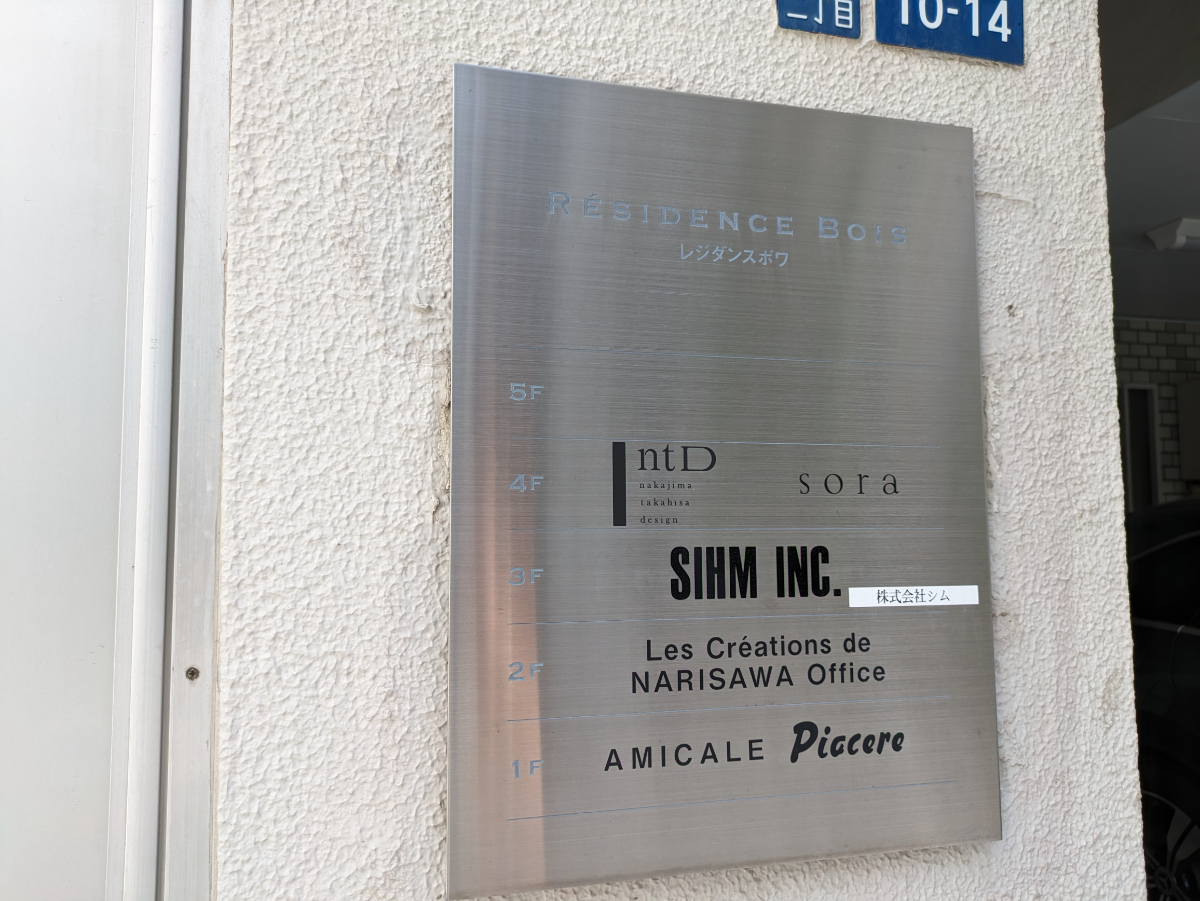 二丁目
10-14
RÉSIDENCE BOIS
レジダンスボワ
5F
4F
ntD
nakajima
takahisa
design
sora
3F
SIHM INC.
株式会社シム
2F
Les Créations de
NARISAWA Office
1F
AMICALE Piacere